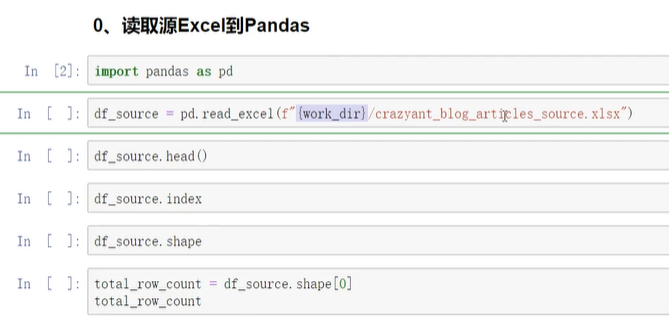 0、读取源Excel到Pandas
In [2]: import pandas as pd
In [ ]: df_source = pd.read_excel(f"{work_dir}/crazyant_blog_articles_source.xlsx")
In [ ]: df_source.head()
In [ ]: df_source.index
In [ ]: df_source.shape
In [ ]: total_row_count = df_source.shape[0]
total_row_count